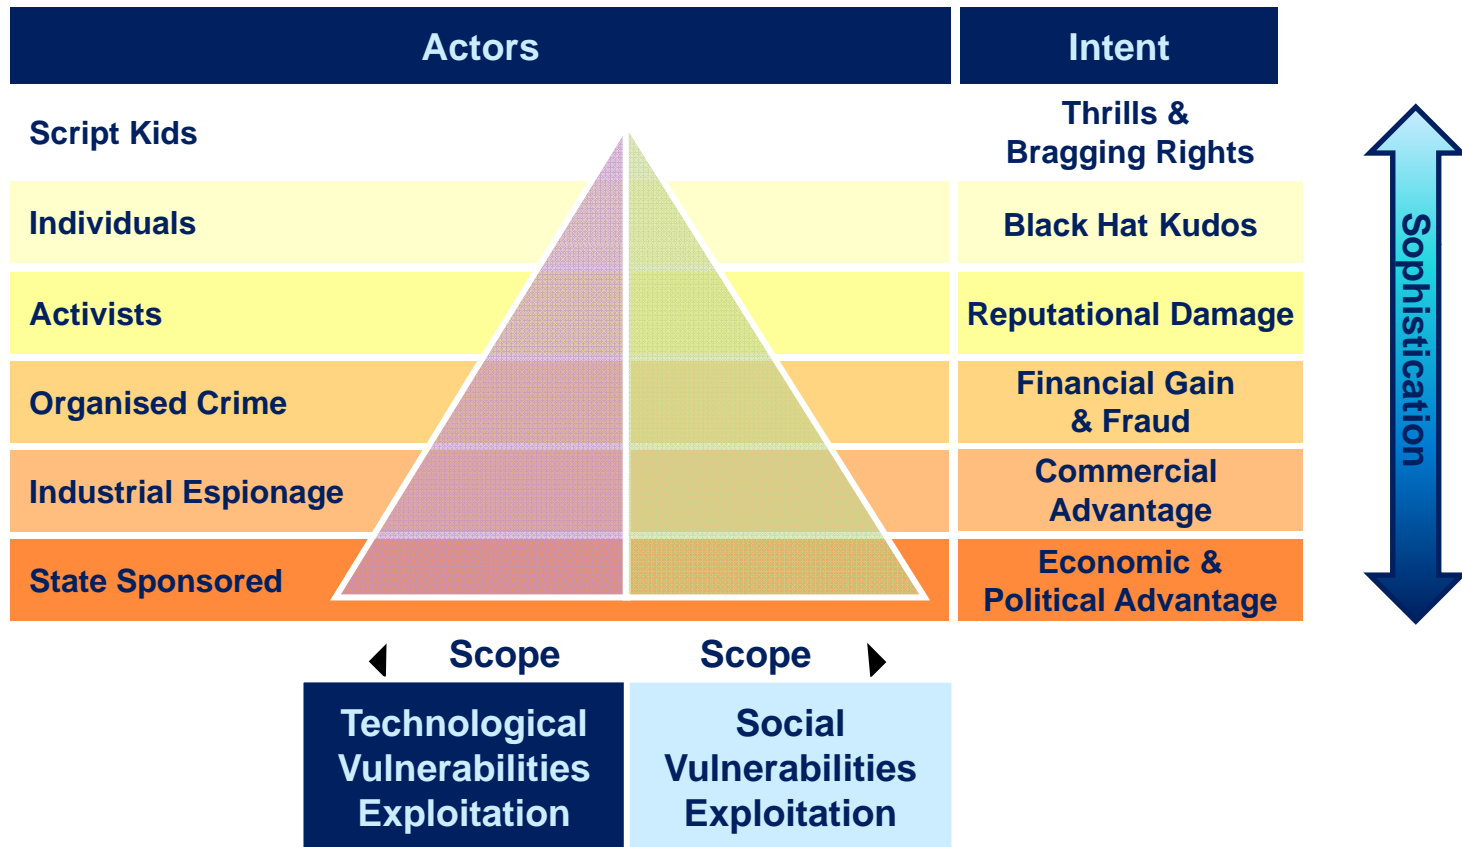 Actors
Intent
Script Kids
Thrills &
Bragging Rights
Individuals
Black Hat Kudos
Activists
Reputational Damage
Organised Crime
Financial Gain
& Fraud
Industrial Espionage
Commercial
Advantage
State Sponsored
Economic &
Political Advantage
Sophistication
Scope
Scope
Technological
Vulnerabilities
Exploitation
Social
Vulnerabilities
Exploitation